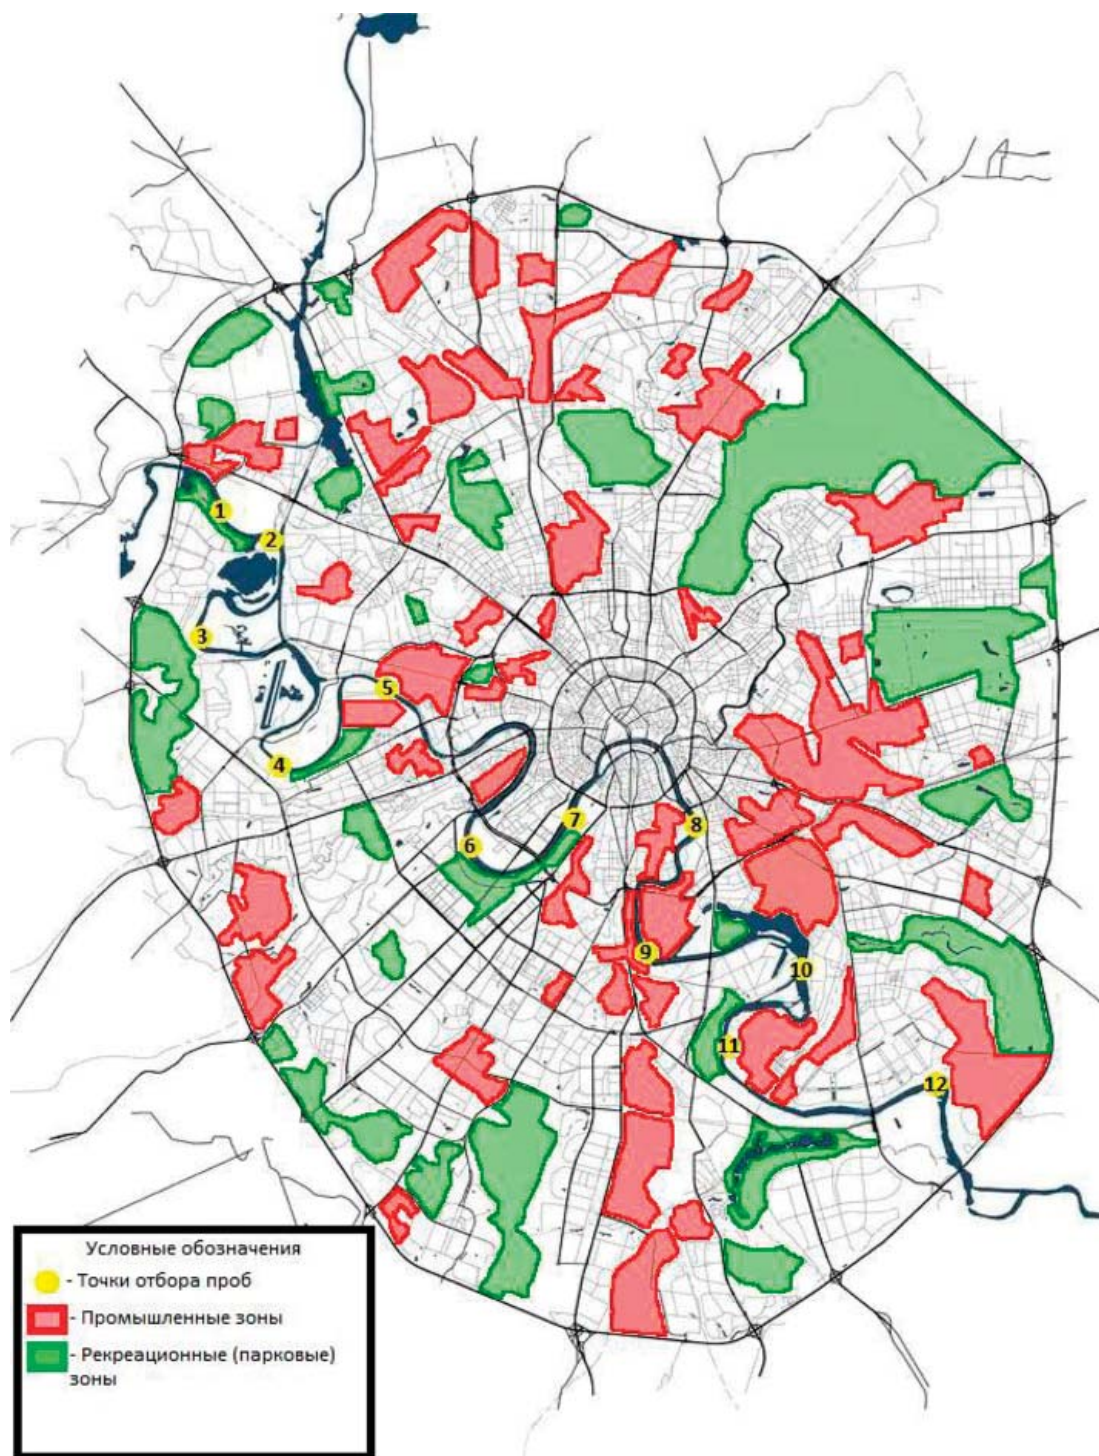 1
2
3
4
5
6
7
8
9
10
11
12
Условные обозначения
- Точки отбора проб
- Промышленные зоны
- Рекреационные (парковые)
зоны